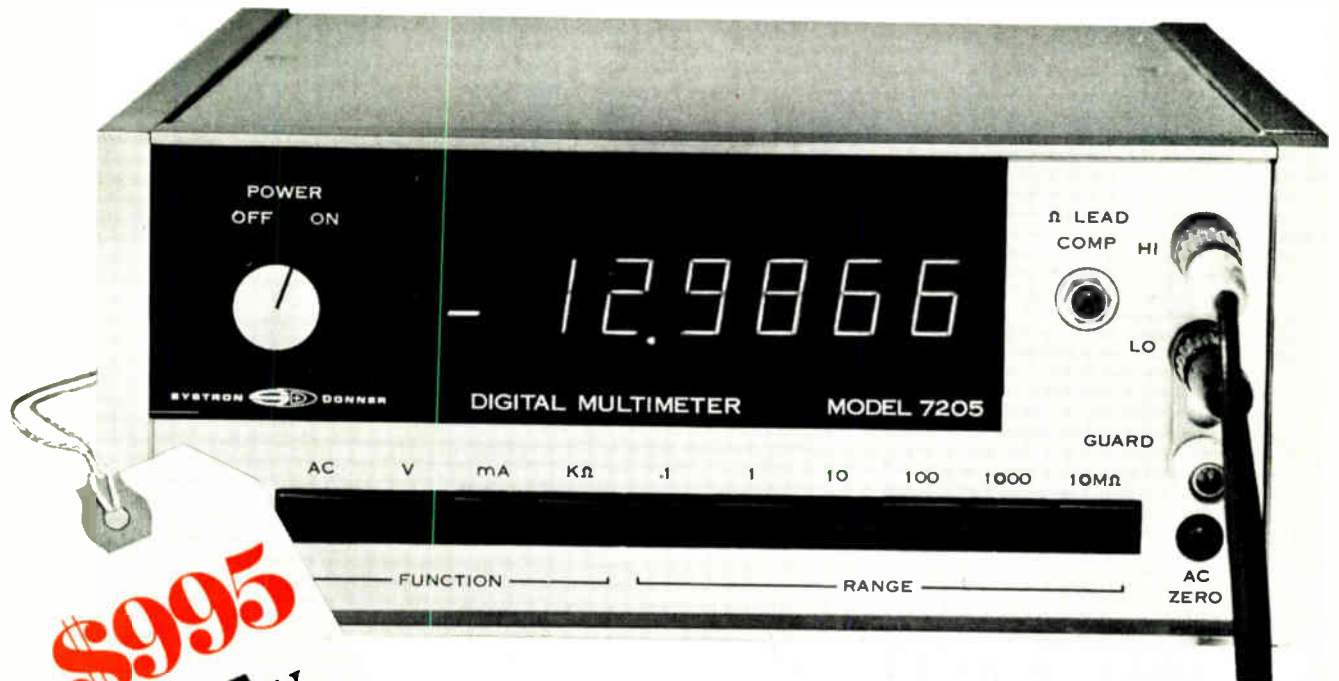 POWER
OFF ON
Ω LEAD
COMP
HI
- 12.9866
LO
SYSTRON DONNER
DIGITAL MULTIMETER MODEL 7205
GUARD
AC V mA KΩ .1 1 10 100 1000 10MΩ
FUNCTION RANGE
AC
ZERO
$995